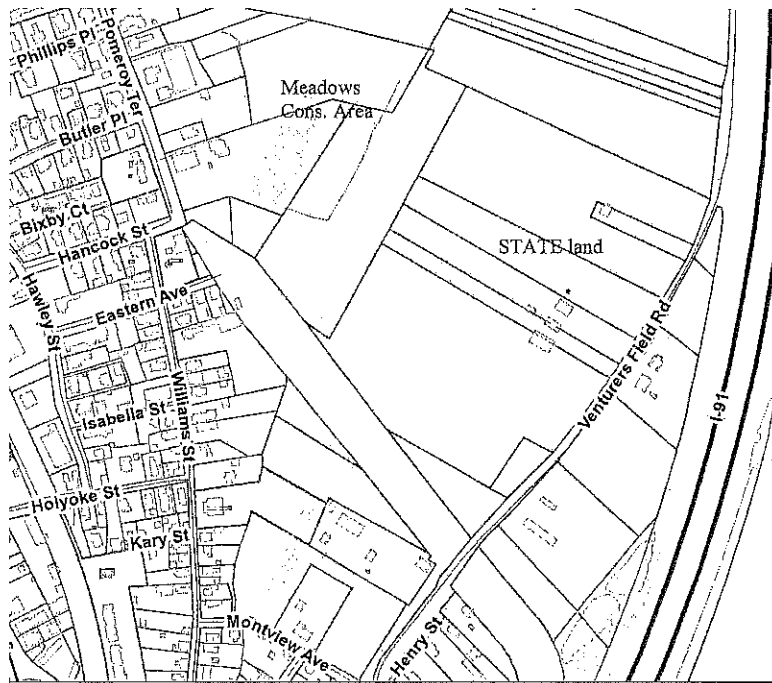 Phillips Pl
Pomeroy Ter
Meadows
Cons. Area
Butler Pl
Bixby Ct
Hancock St
STATE land
Hawley St
Eastern Ave
Venturers Field Rd
I-91
Isabella St
Williams St
Holyoke St
Kary St
Montview Ave
Henry St